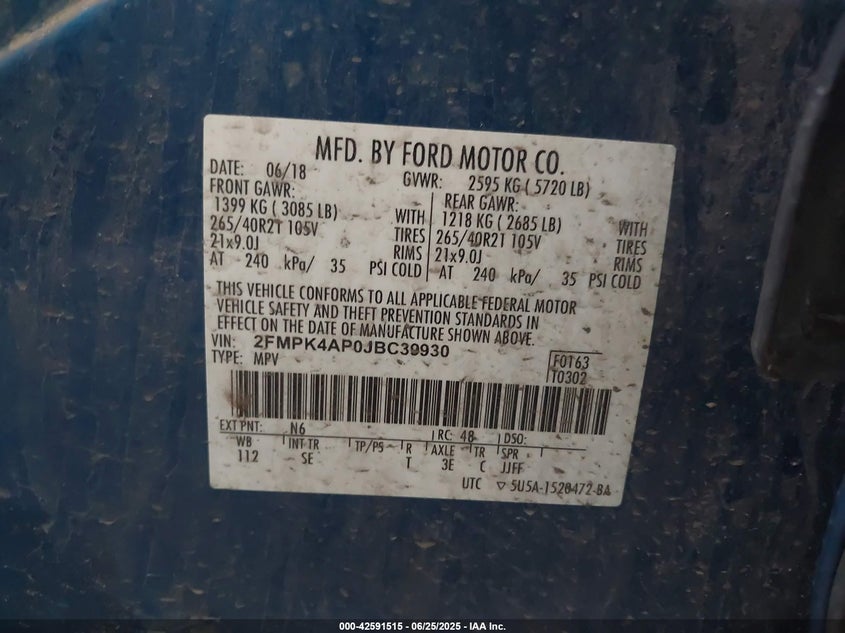 MFD. BY FORD MOTOR CO.
DATE: 06/18 GVWR: 2595 KG ( 5720 LB)
FRONT GAWR: REAR GAWR:
1399 KG ( 3085 LB) WITH 1218 KG ( 2685 LB) WITH
265/40R21 105V TIRES 265/40R21 105V TIRES
21x9.0J RIMS 21x9.0J RIMS
AT 240 kPa/ 35 PSI COLD AT 240 kPa/ 35 PSI COLD
THIS VEHICLE CONFORMS TO ALL APPLICABLE FEDERAL MOTOR
VEHICLE SAFETY AND THEFT PREVENTION STANDARDS IN
EFFECT ON THE DATE OF MANUFACTURE SHOWN ABOVE.
VIN: 2FMPK4AP0JBC39930
TYPE: MPV F0163
T0302
EXT PNT: N6 RC: 48 DSO:
WB INT TR TP/PS R AXLE TR SPR
112 SE T 3E C JJFF
UTC ▽ 5U5A-1520472-BA
000-42591515 - 06/25/2025 - IAA Inc.